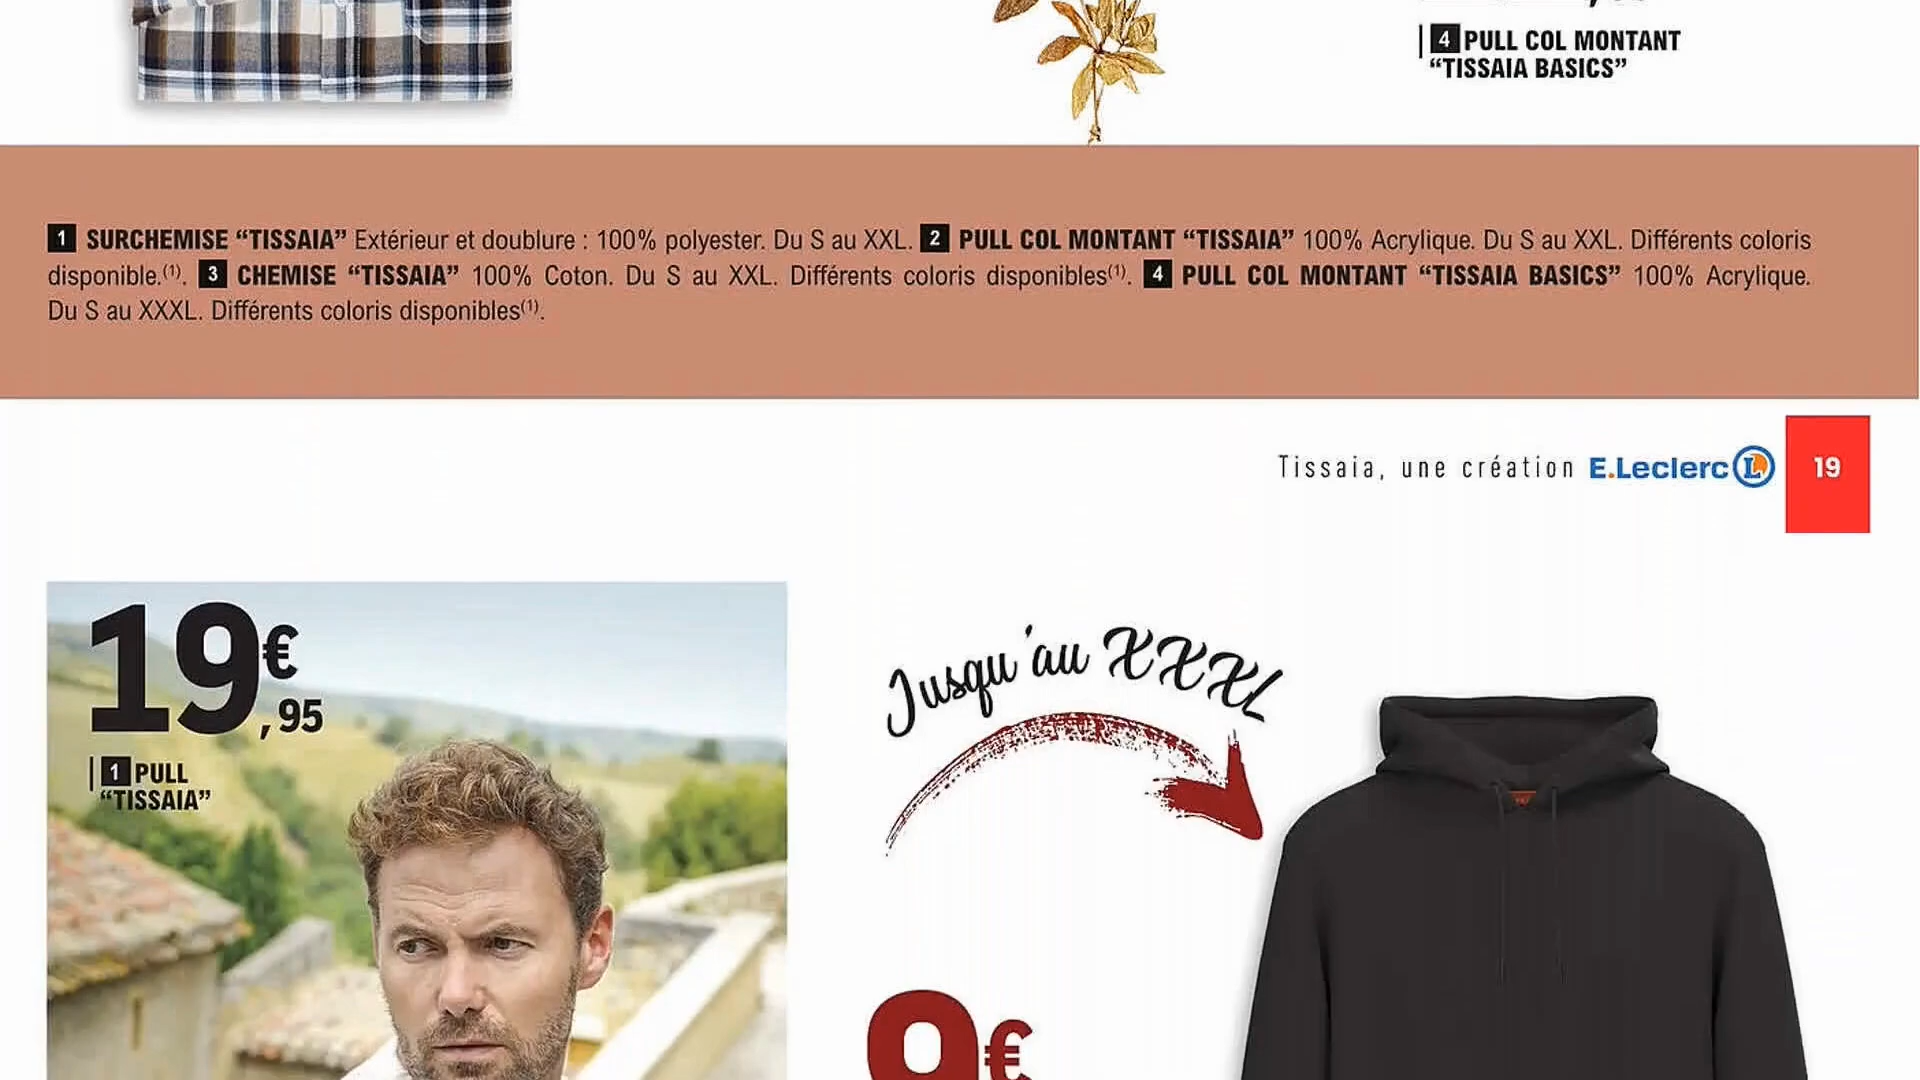 4 PULL COL MONTANT
“TISSAIA BASICS”
1 SURCHEMISE “TISSAIA” Extérieur et doublure : 100% polyester. Du S au XXL. 2 PULL COL MONTANT “TISSAIA” 100% Acrylique. Du S au XXL. Différents coloris
disponible.(1). 3 CHEMISE “TISSAIA” 100% Coton. Du S au XXL. Différents coloris disponibles(1). 4 PULL COL MONTANT “TISSAIA BASICS” 100% Acrylique.
Du S au XXXL. Différents coloris disponibles(1).
Tissaia, une création E.Leclerc L 19
19€,95
1 PULL
“TISSAIA”
Jusqu'au XXXL
9€